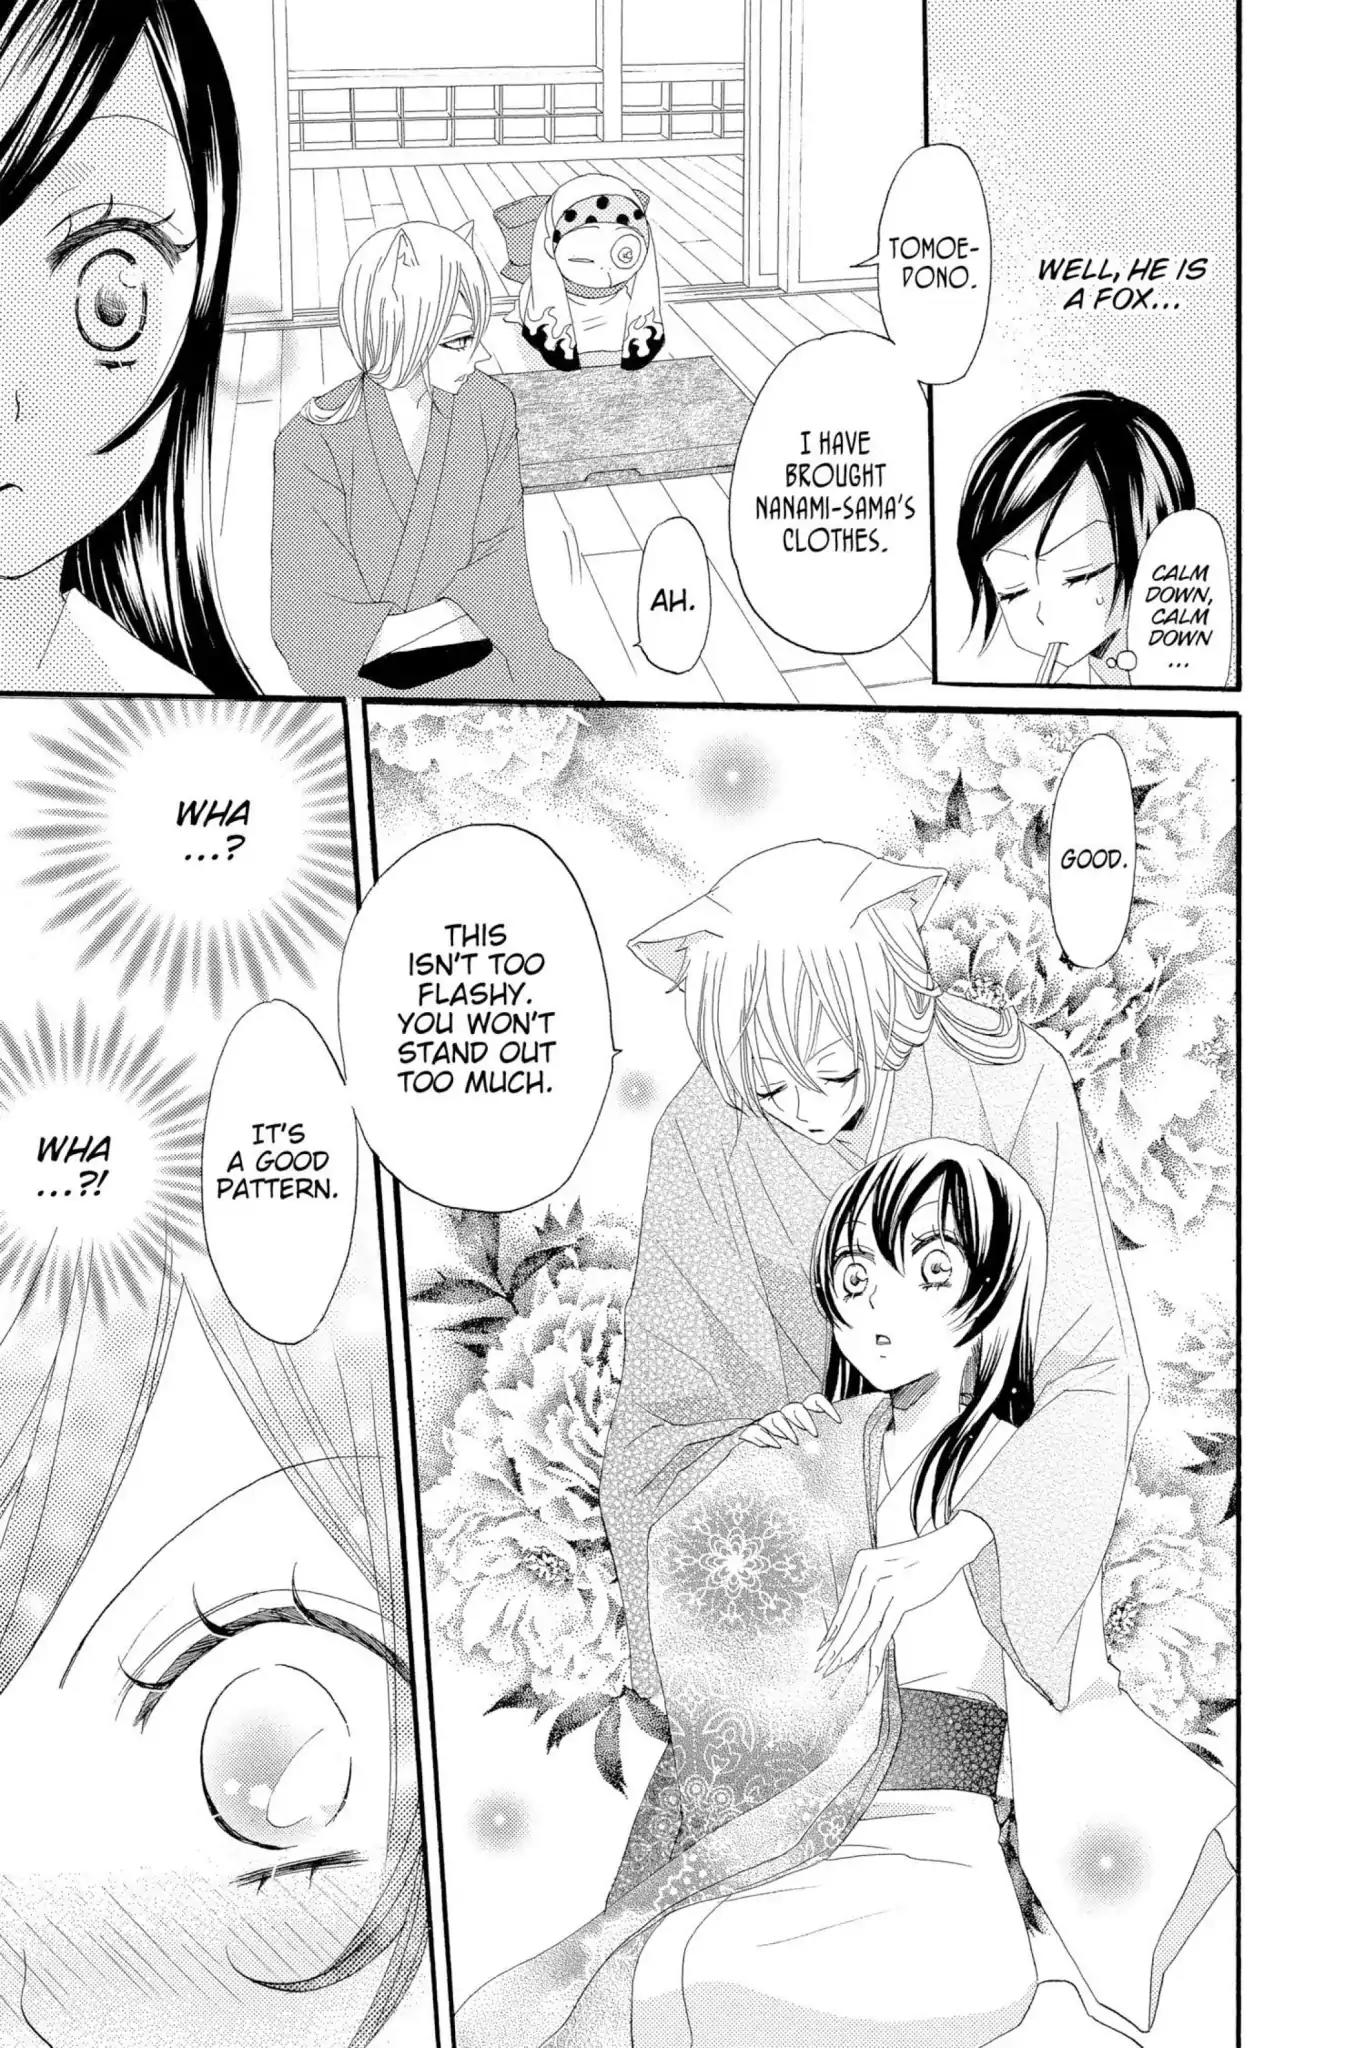 WELL, HE IS
A FOX...
CALM
DOWN,
CALM
DOWN
...
TOMOE-
DONO.
I HAVE
BROUGHT
NANAMI-SAMA'S
CLOTHES.
AH.
GOOD.
THIS
ISN'T TOO
FLASHY.
YOU WON'T
STAND OUT
TOO MUCH.
IT'S
A GOOD
PATTERN.
WHA
...?
WHA
...?!